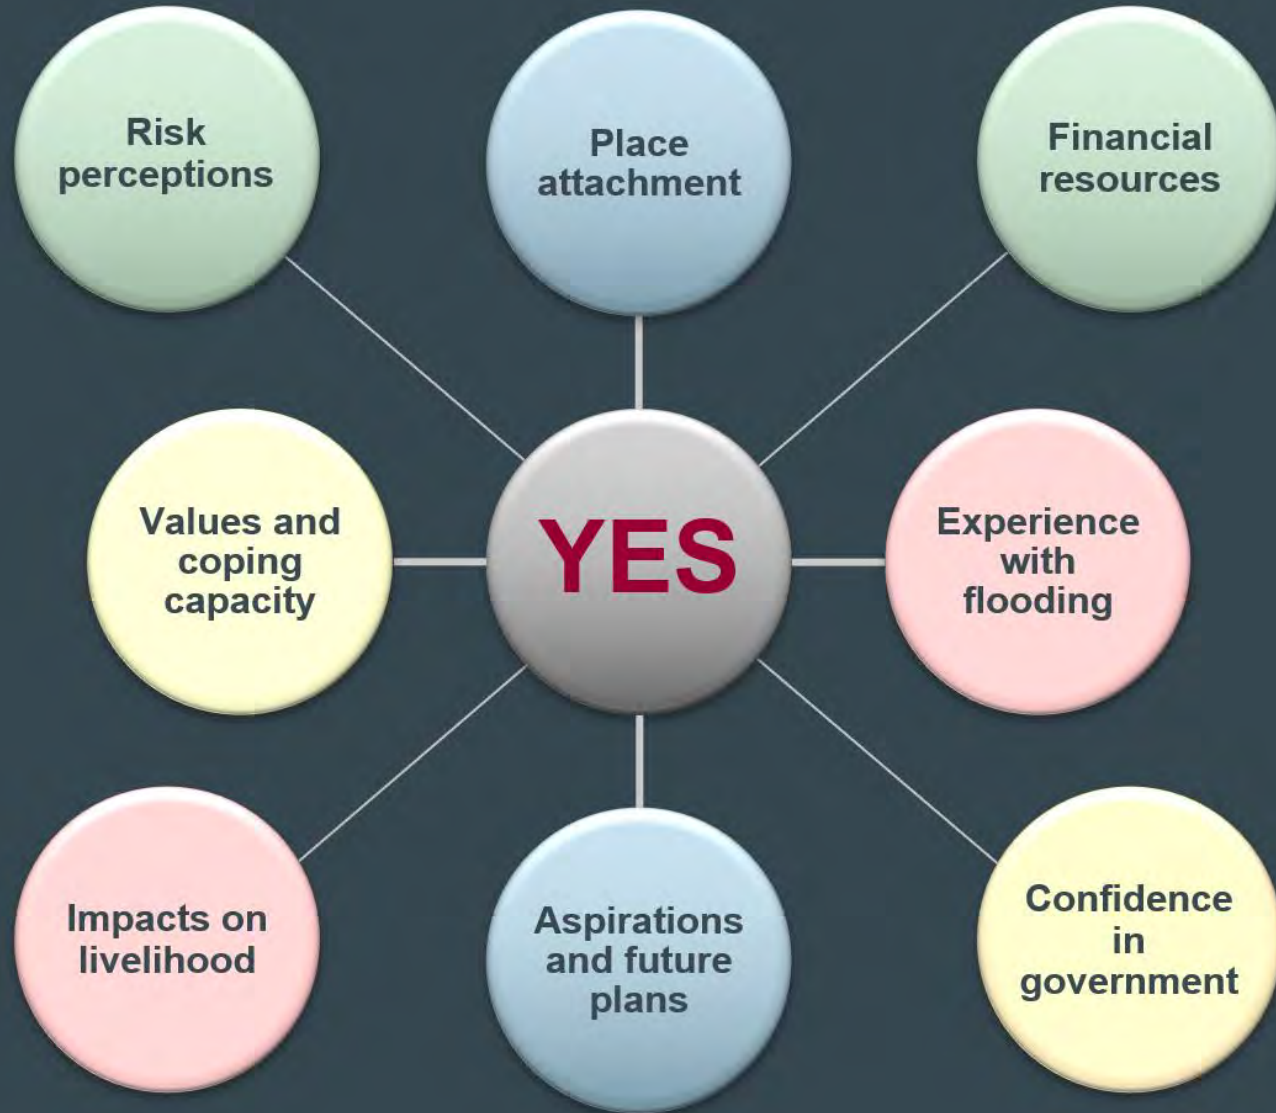 Risk
perceptions
Place
attachment
Financial
resources
Values and
coping
capacity
YES
Experience
with
flooding
Impacts on
livelihood
Aspirations
and future
plans
Confidence
in
government